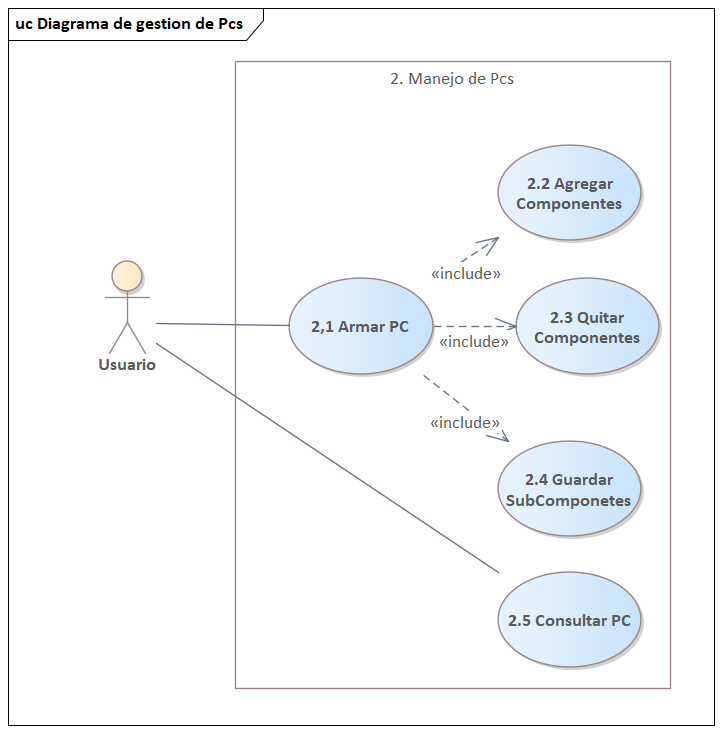 uc Diagrama de gestion de Pcs
2. Manejo de Pcs
2.2 Agregar
Componentes
«include»
2,1 Armar PC
2.3 Quitar
Componentes
«include»
Usuario
«include»
2.4 Guardar
SubComponetes
2.5 Consultar PC